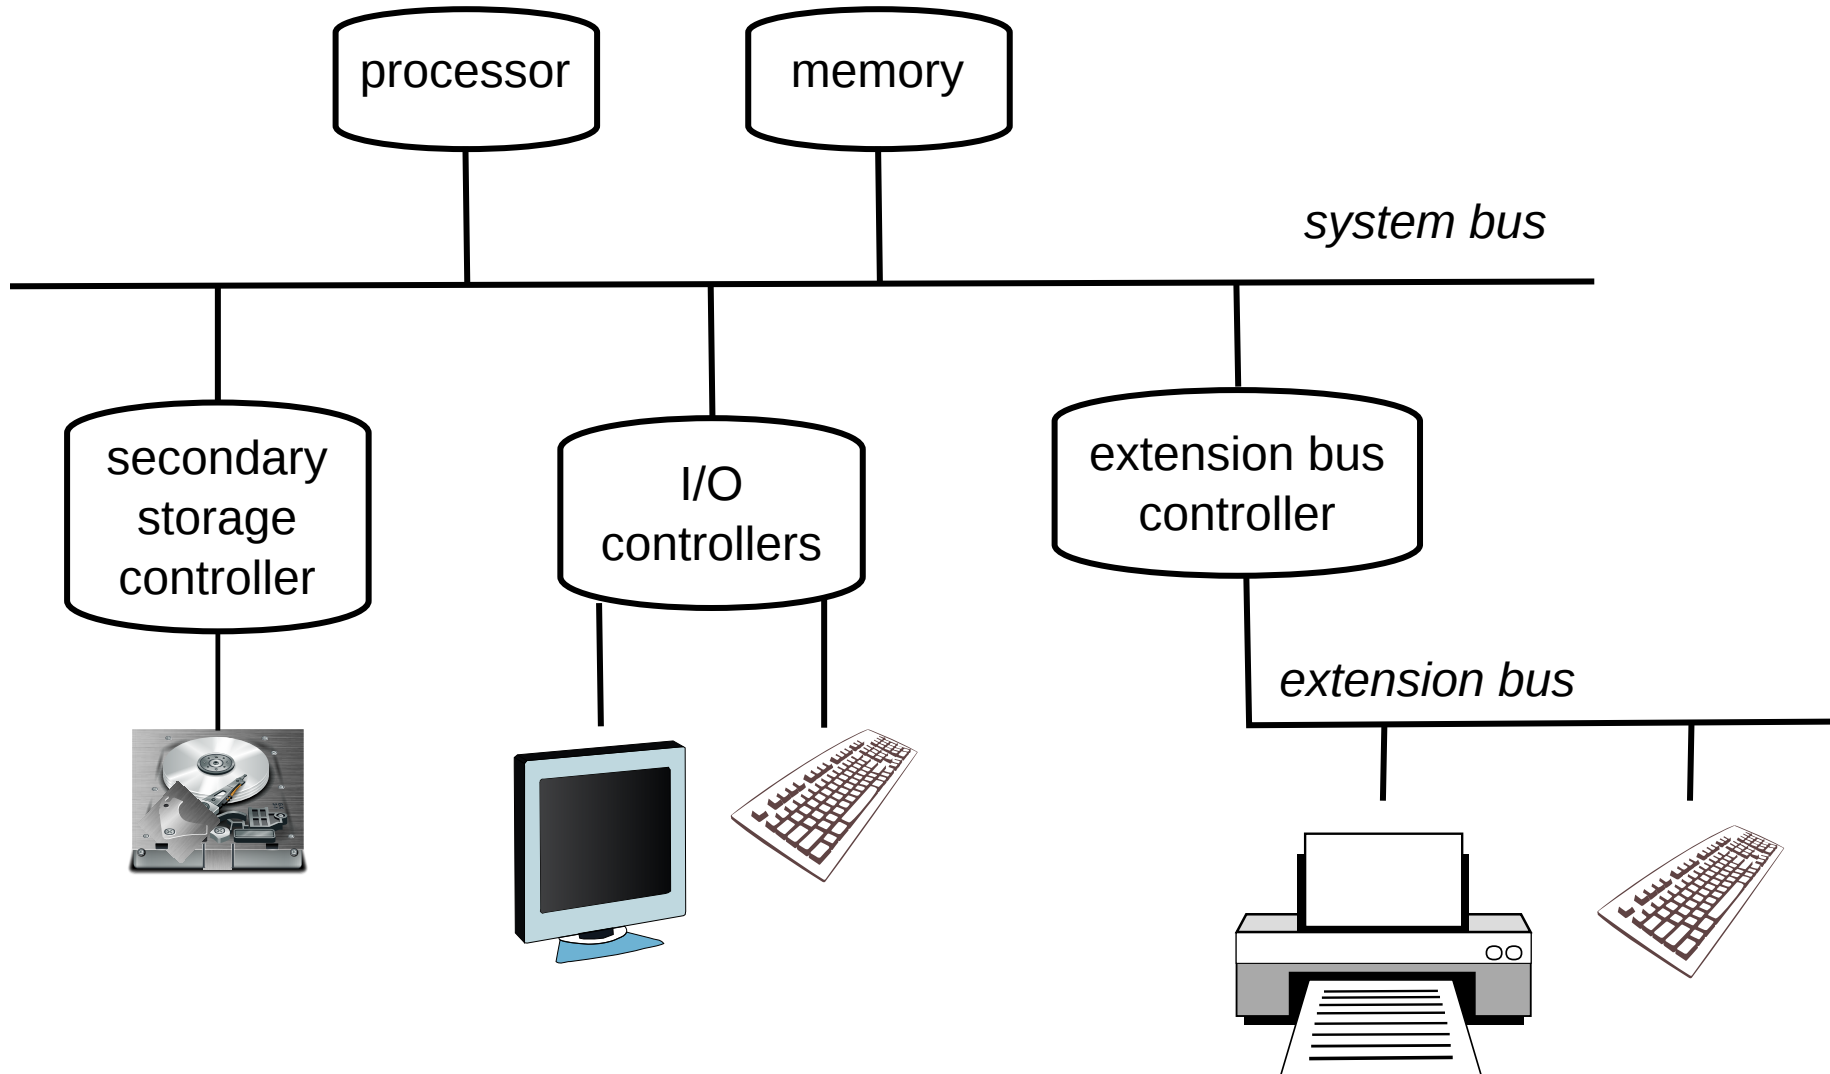 processor
memory
system bus
secondary
storage
controller
I/O
controllers
extension bus
controller
extension bus